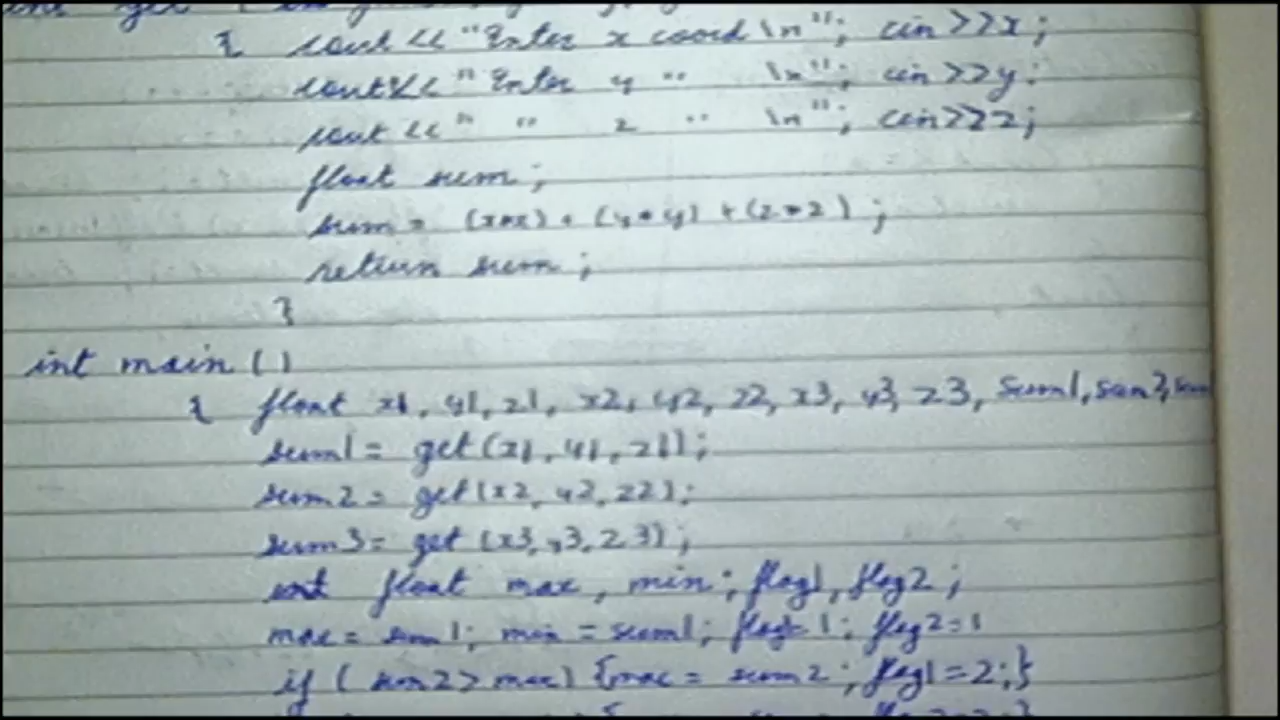 { cout << "Enter x coord \n"; cin >> x;
cout << "Enter y " \n"; cin >> y;
cout << " " z " \n"; cin >> z;
float sum;
sum = (x*x) + (y*y) + (z*z);
return sum;
}
int main ()
{ float x1, y1, z1, x2, y2, z2, x3, y3, z3, sum1, sum2,
sum1 = get (x1, y1, z1);
sum2 = get (x2, y2, z2);
sum3 = get (x3, y3, z3);
float max, min; flag1, flag2;
max = sum1; min = sum1; flag1 = 1; flag2 = 1
if ( sum2 > max) {max = sum2; flag1 = 2;}